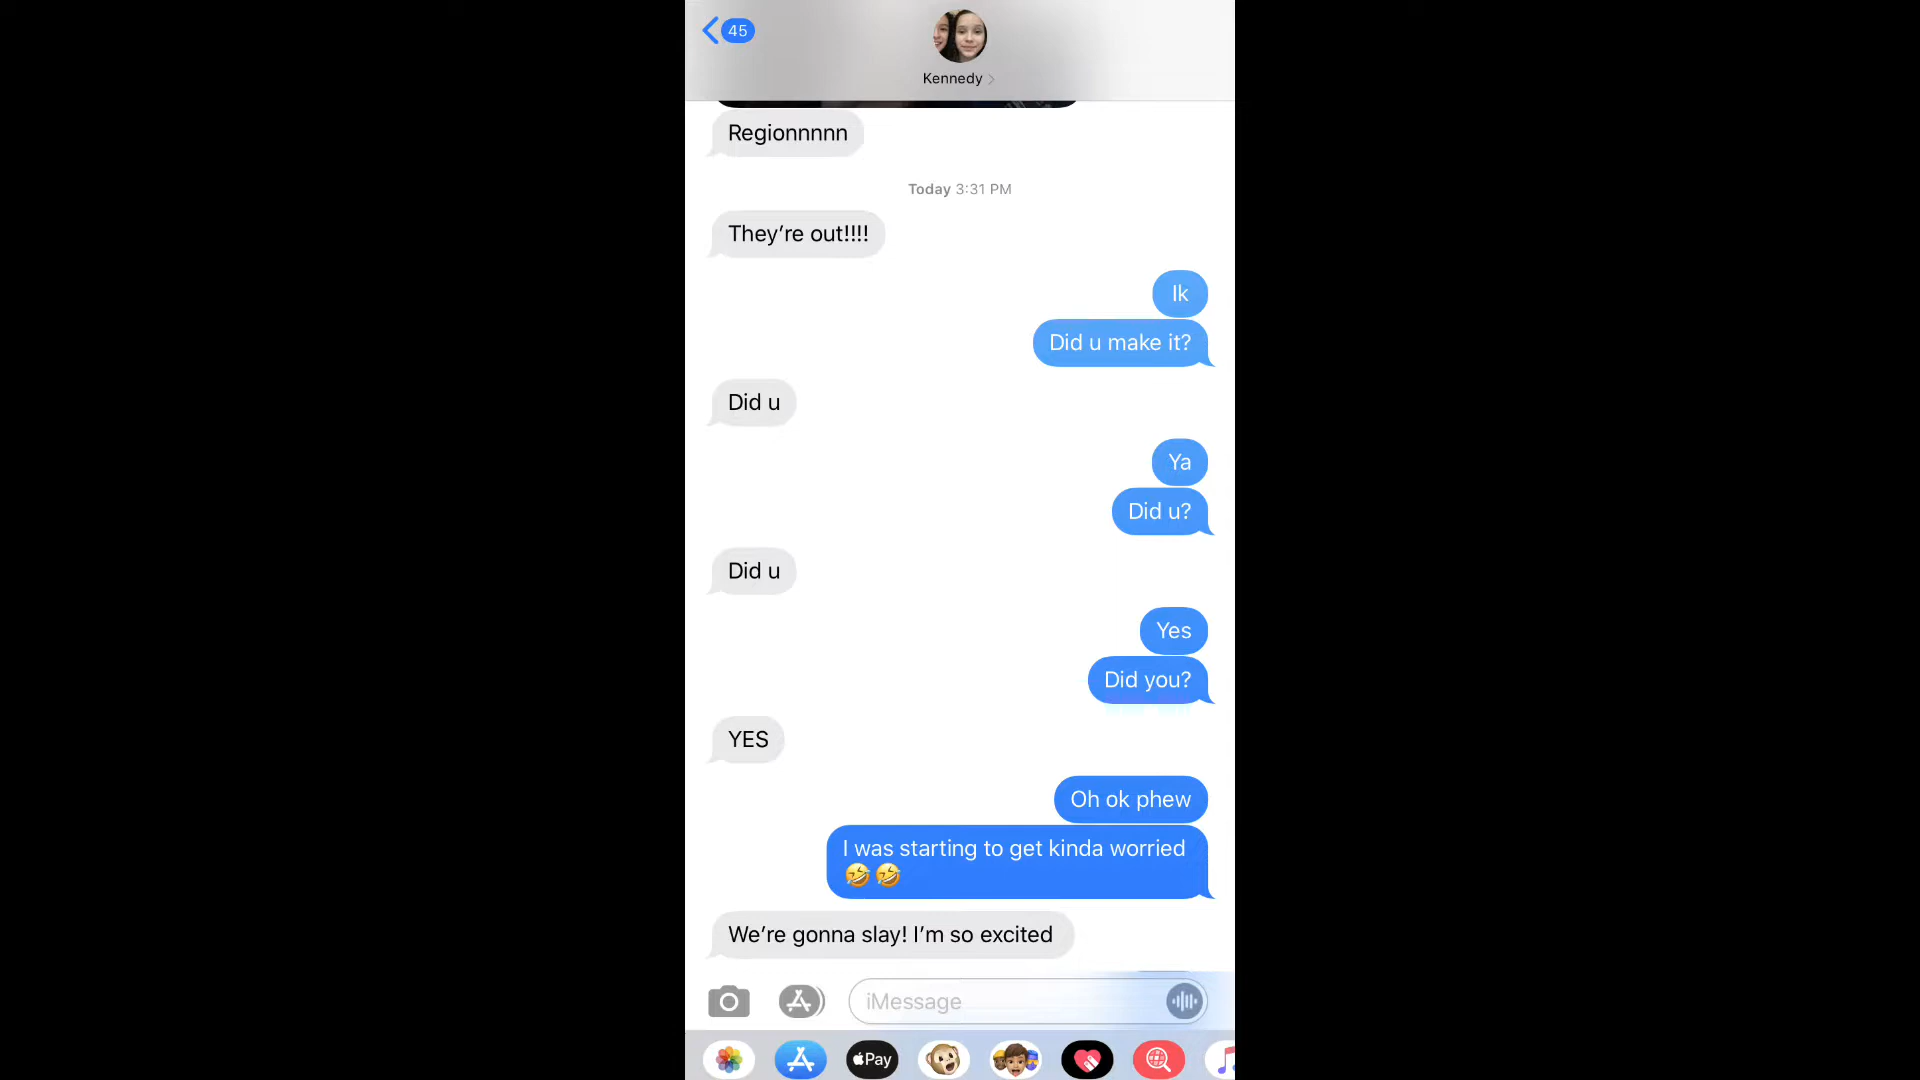 45
Kennedy
Regionnnnn
Today 3:31 PM
They’re out!!!!
Ik
Did u make it?
Did u
Ya
Did u?
Did u
Yes
Did you?
YES
Oh ok phew
I was starting to get kinda worried
🤣🤣
We’re gonna slay! I’m so excited
iMessage
Pay